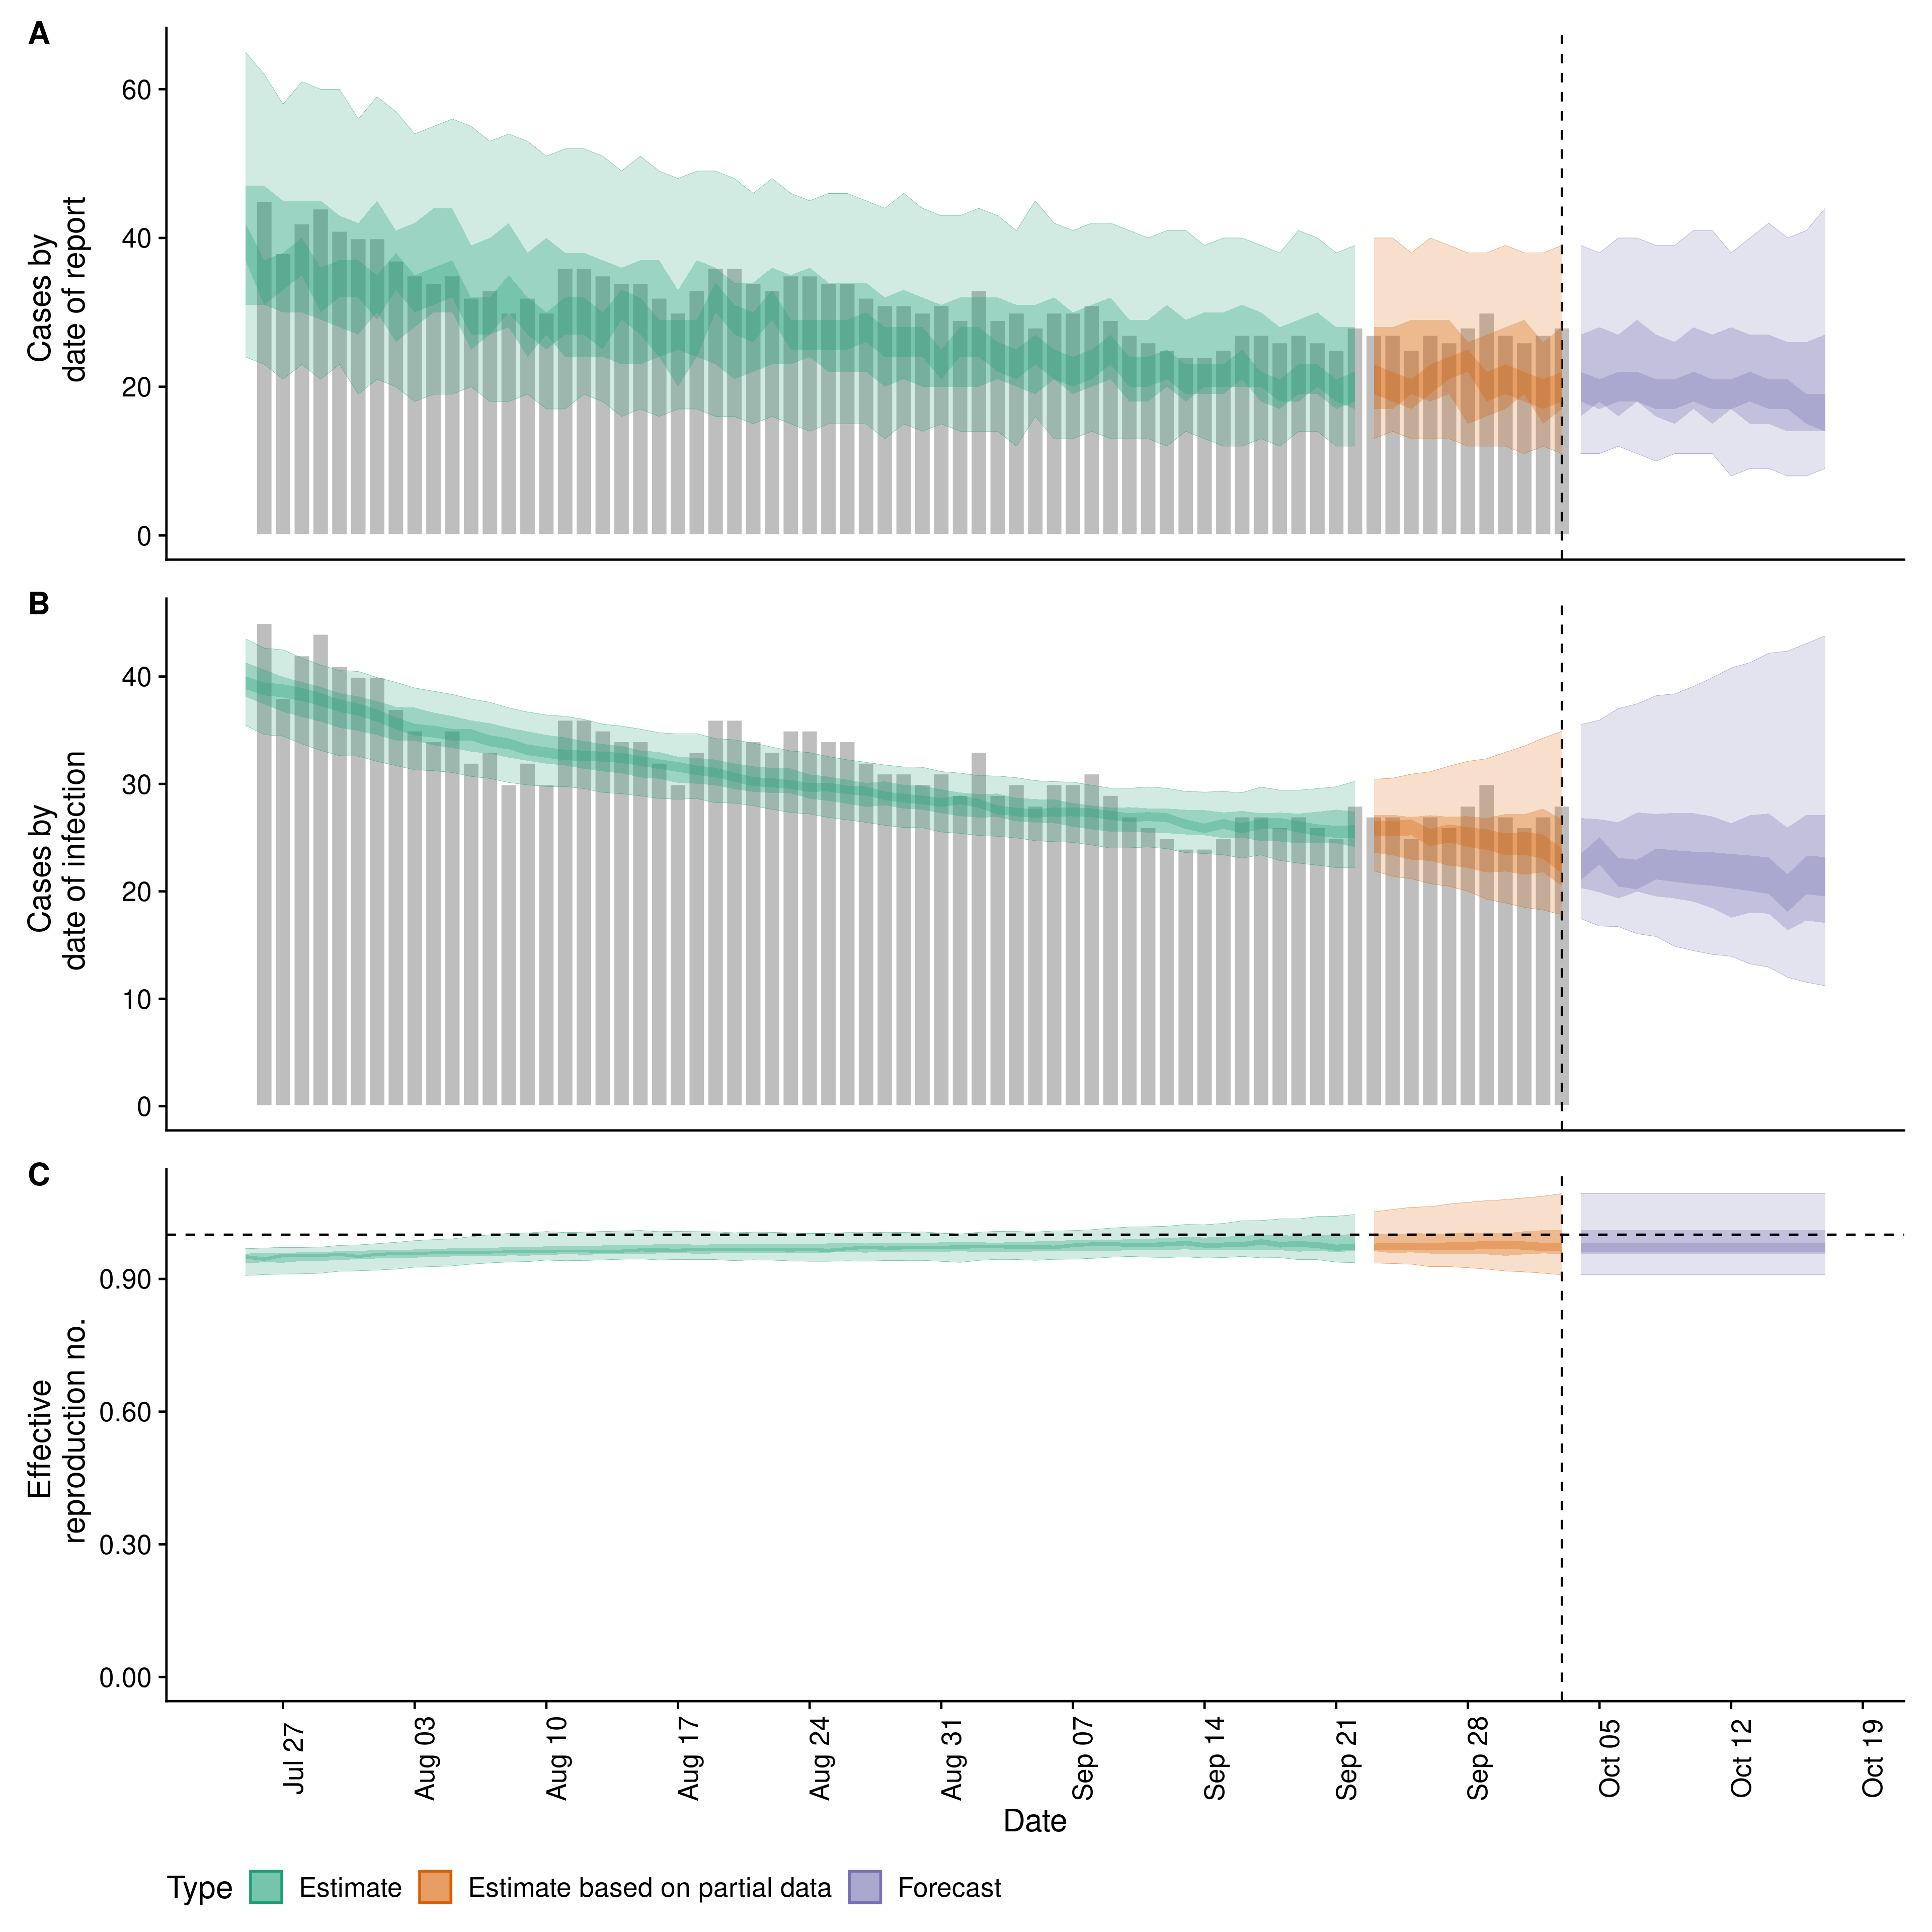 A
60
40
20
0
Cases by
date of report
B
40
30
20
10
0
Cases by
date of infection
C
0.90
0.60
0.30
0.00
Effective
reproduction no.
Jul 27
Aug 03
Aug 10
Aug 17
Aug 24
Aug 31
Sep 07
Sep 14
Sep 21
Sep 28
Oct 05
Oct 12
Oct 19
Date
Type Estimate Estimate based on partial data Forecast